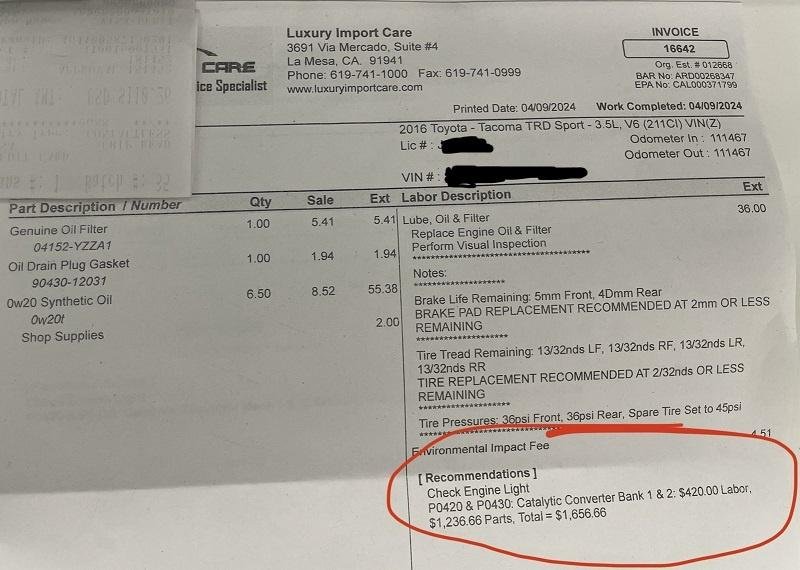 CARE
ice Specialist
Luxury Import Care
3691 Via Mercado, Suite #4
La Mesa, CA. 91941
Phone: 619-741-1000 Fax: 619-741-0999
www.luxuryimportcare.com
INVOICE
16642
Org. Est. # 012668
BAR No: ARD00268347
EPA No: CAL000371799
Printed Date: 04/09/2024 Work Completed: 04/09/2024
2016 Toyota - Tacoma TRD Sport - 3.5L, V6 (211CI) VIN(Z)
Lic # :
Odometer In : 111467
Odometer Out : 111467
VIN # :
Part Description / Number Qty Sale Ext
Genuine Oil Filter 1.00 5.41 5.41
04152-YZZA1
Oil Drain Plug Gasket 1.00 1.94 1.94
90430-12031
0w20 Synthetic Oil 6.50 8.52 55.38
0w20t
Shop Supplies 2.00
Labor Description Ext
Lube, Oil & Filter 36.00
Replace Engine Oil & Filter
Perform Visual Inspection
**************************************
Notes:
********************
Brake Life Remaining: 5mm Front, 4Dmm Rear
BRAKE PAD REPLACEMENT RECOMMENDED AT 2mm OR LESS
REMAINING
********************
Tire Tread Remaining: 13/32nds LF, 13/32nds RF, 13/32nds LR,
13/32nds RR
TIRE REPLACEMENT RECOMMENDED AT 2/32nds OR LESS
REMAINING
********************
Tire Pressures: 36psi Front, 36psi Rear, Spare Tire Set to 45psi
Environmental Impact Fee 4.51
[ Recommendations ]
Check Engine Light
P0420 & P0430: Catalytic Converter Bank 1 & 2: $420.00 Labor,
$1,236.66 Parts, Total = $1,656.66